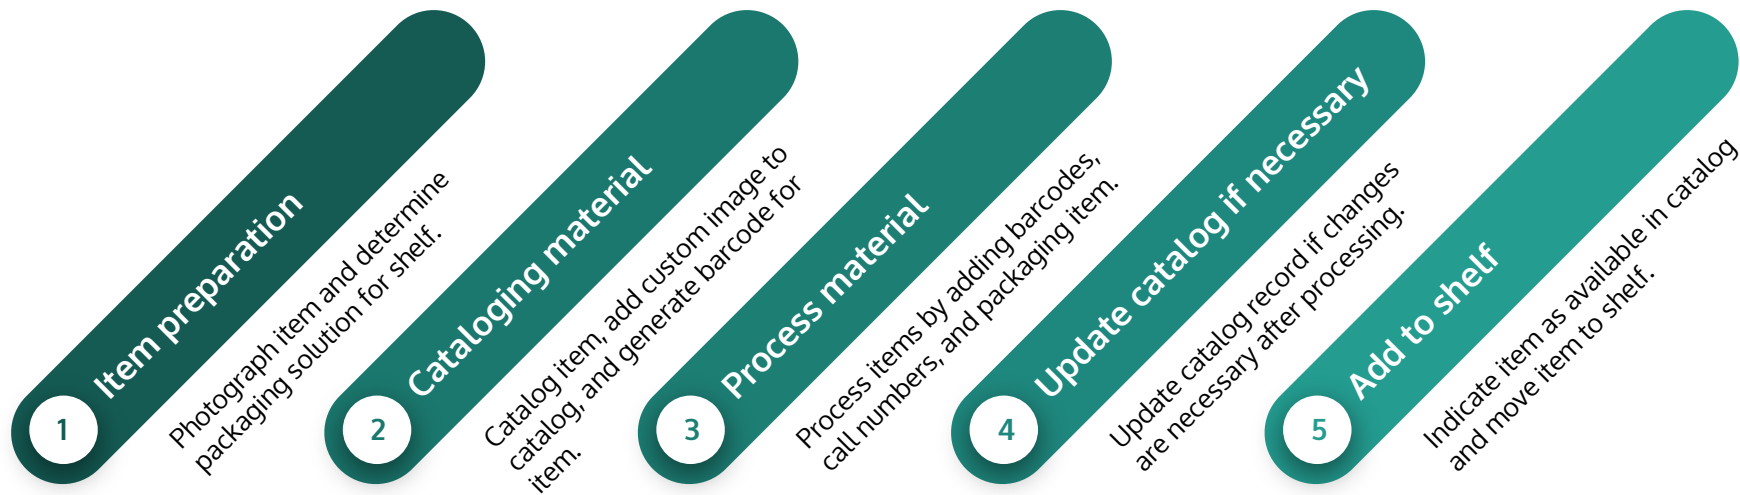 1
Item preparation
Photograph item and determine
packaging solution for shelf.
2
Cataloging material
Catalog item, add custom image to
catalog, and generate barcode for
item.
3
Process material
Process items by adding barcodes,
call numbers, and packaging item.
4
Update catalog if necessary
Update catalog record if changes
are necessary after processing.
5
Add to shelf
Indicate item as available in catalog
and move item to shelf.